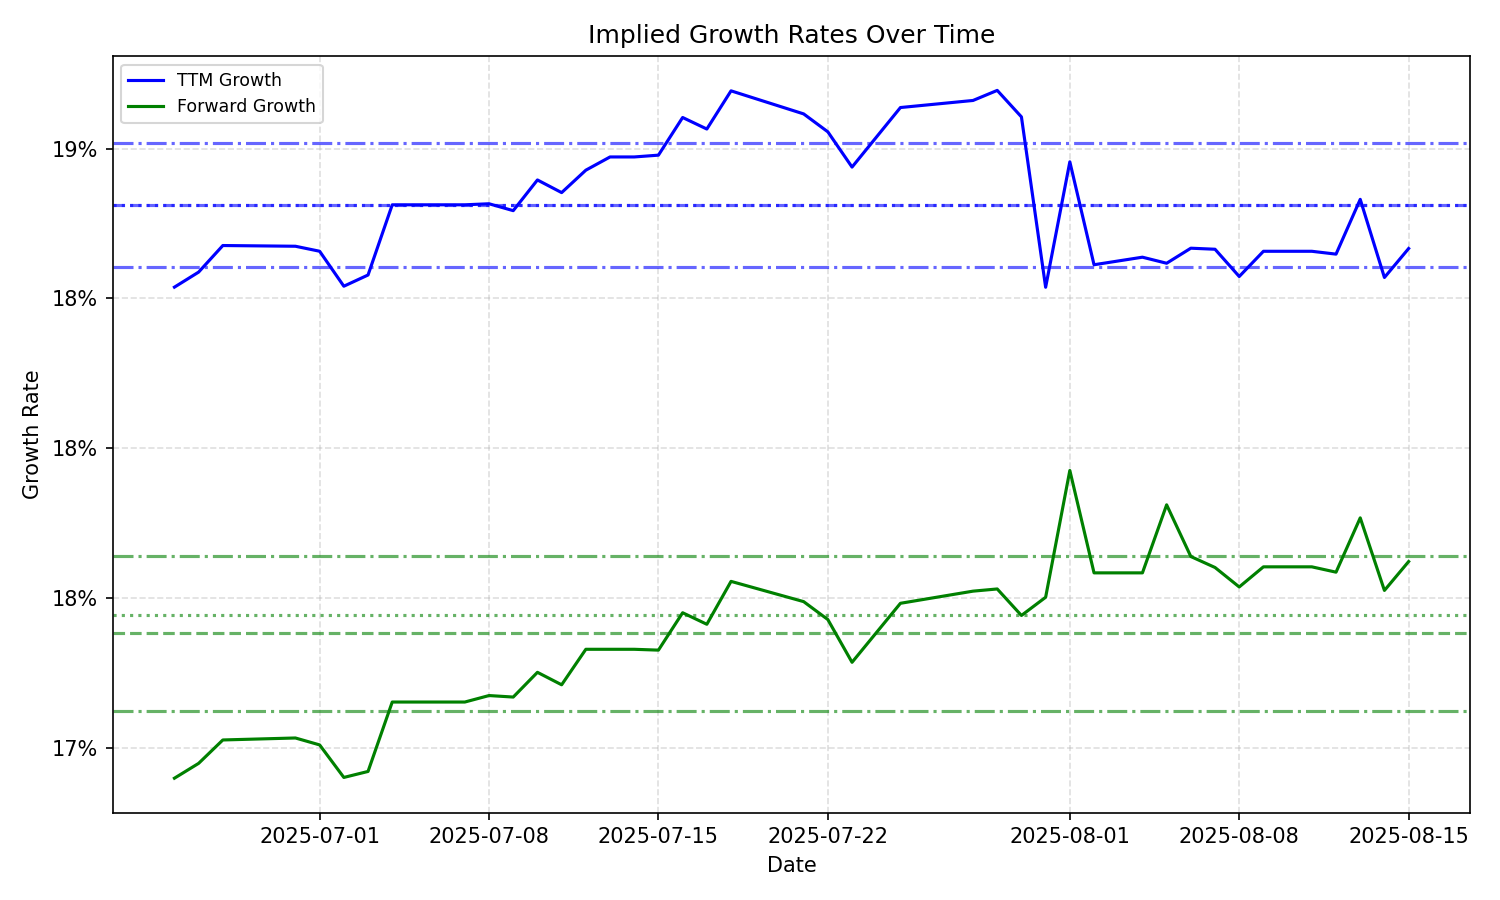 Implied Growth Rates Over Time
TTM Growth
Forward Growth
19%
18%
18%
18%
17%
Growth Rate
2025-07-01
2025-07-08
2025-07-15
2025-07-22
2025-08-01
2025-08-08
2025-08-15
Date